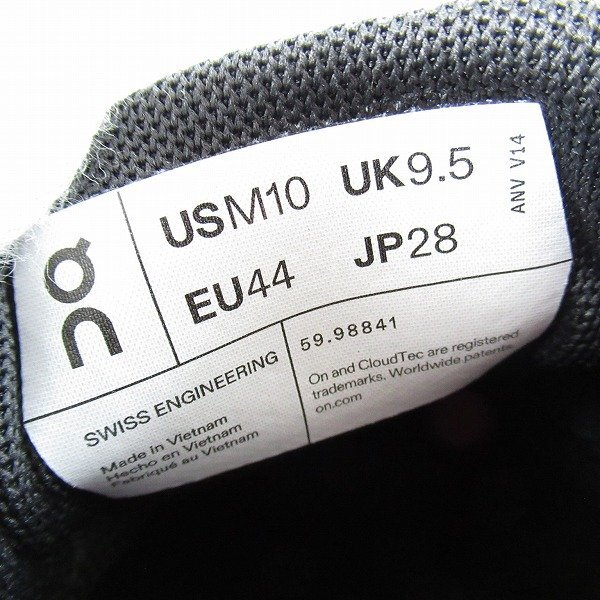 USM10 UK9.5
EU44 JP28
ANV V14
on
SWISS ENGINEERING
Made in Vietnam
Hecho en Vietnam
Fabriqué au Vietnam
59.98841
On and CloudTec are registered
trademarks. Worldwide patents.
on.com